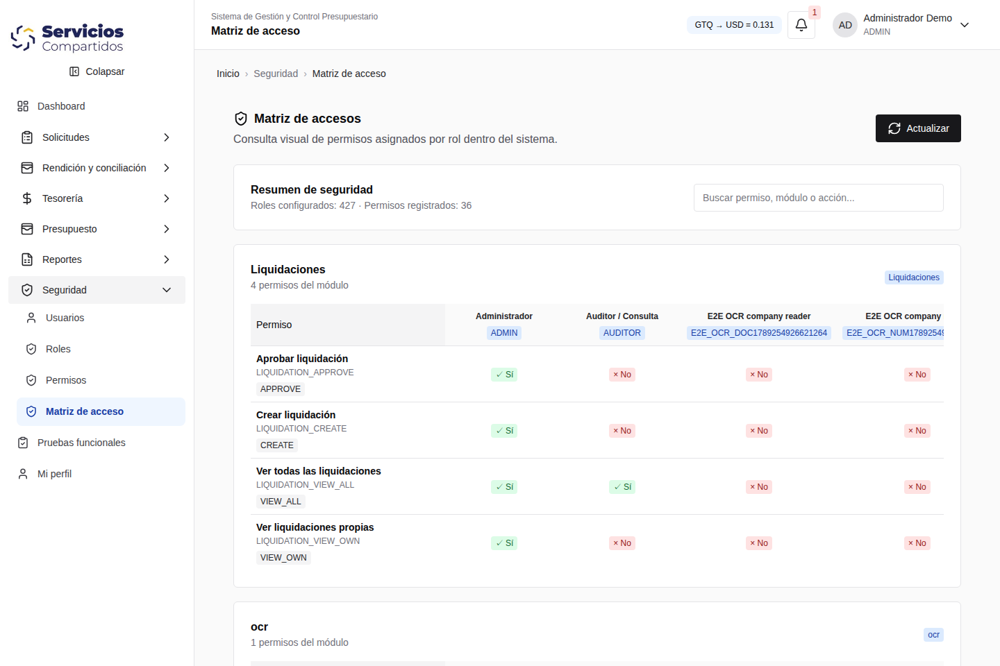 Servicios
Compartidos
Colapsar
Dashboard
Solicitudes
Rendición y conciliación
Tesorería
Presupuesto
Reportes
Seguridad
Usuarios
Roles
Permisos
Matriz de acceso
Pruebas funcionales
Mi perfil
Sistema de Gestión y Control Presupuestario
Matriz de acceso
GTQ → USD = 0.131
1
AD
Administrador Demo
ADMIN
Inicio › Seguridad › Matriz de acceso
Matriz de accesos
Consulta visual de permisos asignados por rol dentro del sistema.
Actualizar
Resumen de seguridad
Roles configurados: 427 · Permisos registrados: 36
Buscar permiso, módulo o acción...
Liquidaciones
4 permisos del módulo
Liquidaciones
Permiso
Administrador
ADMIN
Auditor / Consulta
AUDITOR
E2E OCR company reader
E2E_OCR_DOC1789254926621264
E2E OCR company
E2E_OCR_NUM17892549
Aprobar liquidación
LIQUIDATION_APPROVE
APPROVE
✓ Sí
× No
× No
× No
Crear liquidación
LIQUIDATION_CREATE
CREATE
✓ Sí
× No
× No
× No
Ver todas las liquidaciones
LIQUIDATION_VIEW_ALL
VIEW_ALL
✓ Sí
✓ Sí
× No
× No
Ver liquidaciones propias
LIQUIDATION_VIEW_OWN
VIEW_OWN
✓ Sí
× No
× No
× No
ocr
1 permisos del módulo
ocr